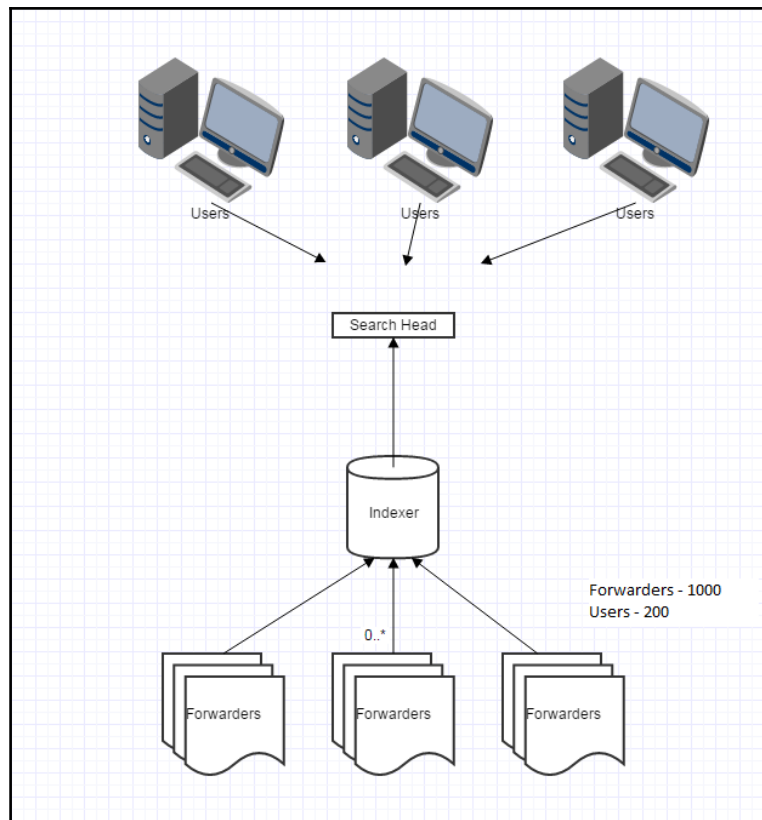 Users
Users
Users
Search Head
Indexer
Forwarders - 1000
Users - 200
0..*
Forwarders
Forwarders
Forwarders